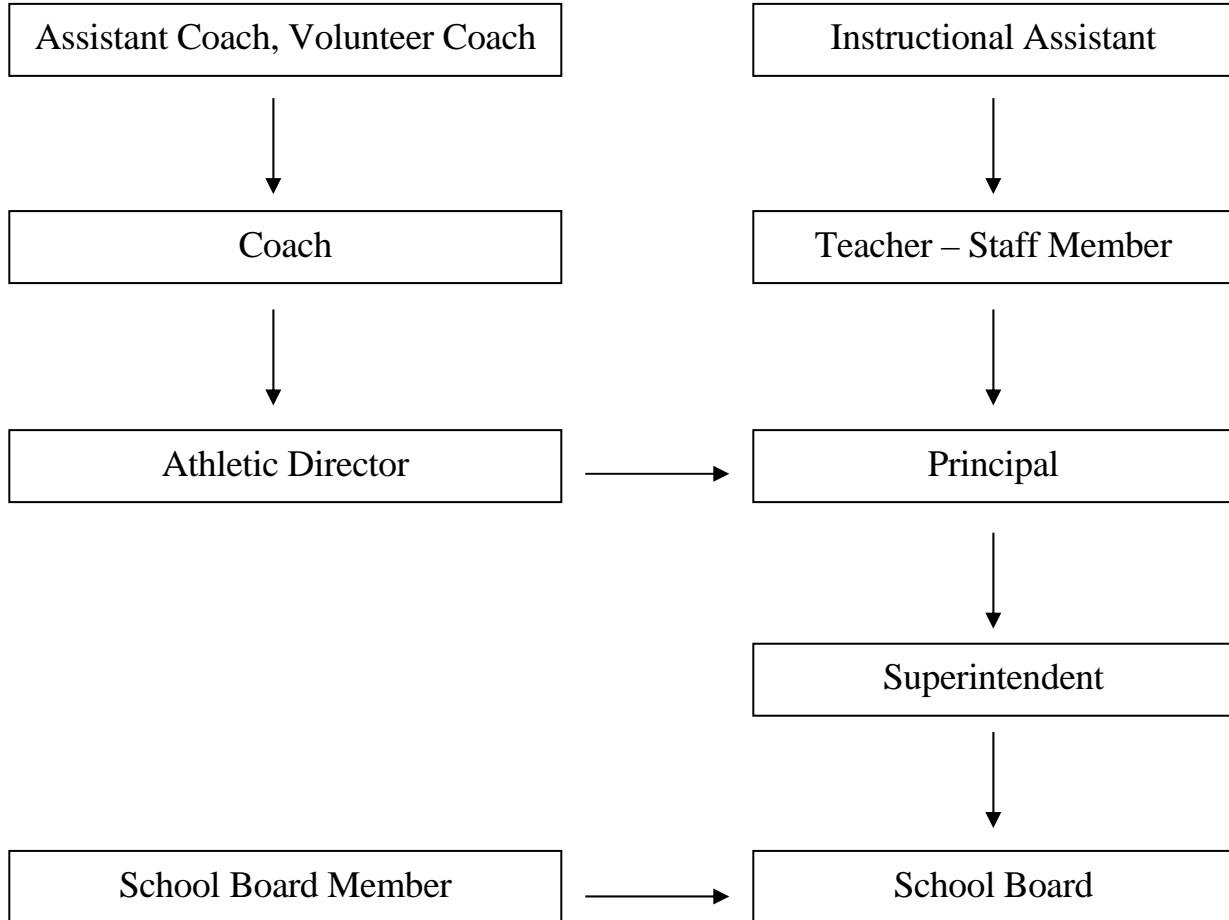 Assistant Coach, Volunteer Coach
Instructional Assistant
Coach
Teacher – Staff Member
Athletic Director
Principal
Superintendent
School Board Member
School Board